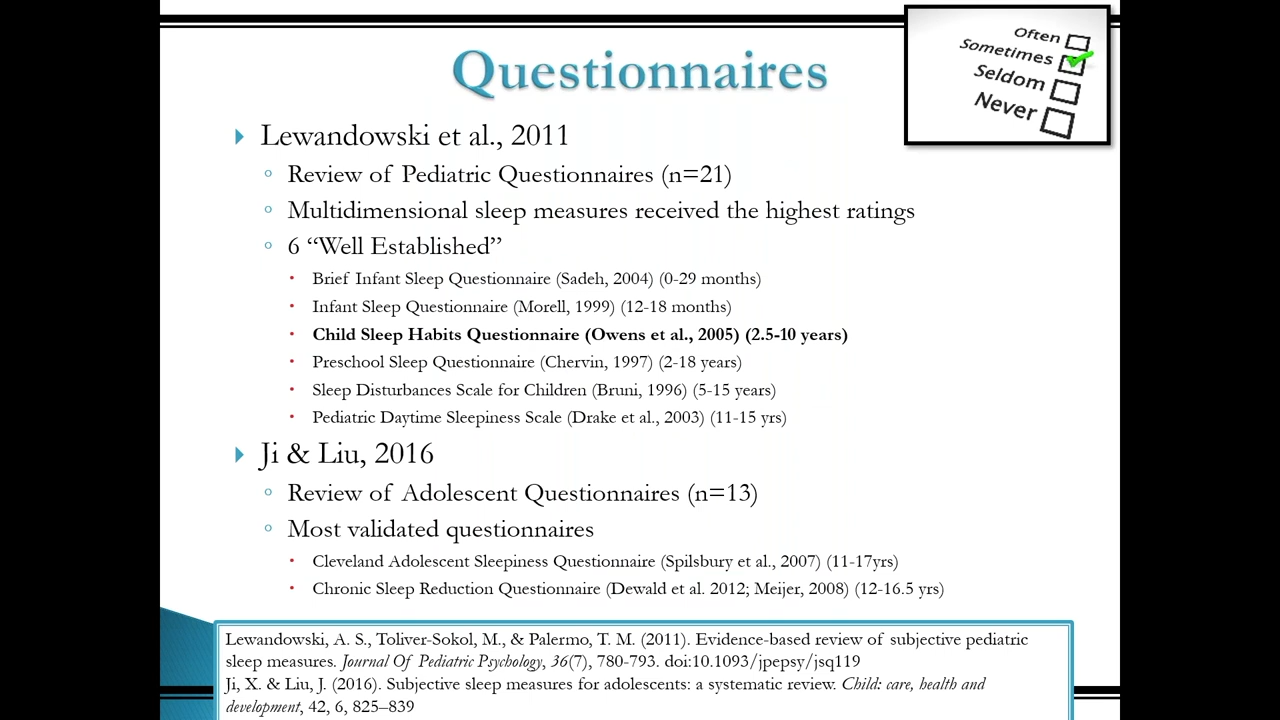 Often
Sometimes
Seldom
Never
Questionnaires
Lewandowski et al., 2011
Review of Pediatric Questionnaires (n=21)
Multidimensional sleep measures received the highest ratings
6 “Well Established”
Brief Infant Sleep Questionnaire (Sadeh, 2004) (0-29 months)
Infant Sleep Questionnaire (Morell, 1999) (12-18 months)
Child Sleep Habits Questionnaire (Owens et al., 2005) (2.5-10 years)
Preschool Sleep Questionnaire (Chervin, 1997) (2-18 years)
Sleep Disturbances Scale for Children (Bruni, 1996) (5-15 years)
Pediatric Daytime Sleepiness Scale (Drake et al., 2003) (11-15 yrs)
Ji & Liu, 2016
Review of Adolescent Questionnaires (n=13)
Most validated questionnaires
Cleveland Adolescent Sleepiness Questionnaire (Spilsbury et al., 2007) (11-17yrs)
Chronic Sleep Reduction Questionnaire (Dewald et al. 2012; Meijer, 2008) (12-16.5 yrs)
Lewandowski, A. S., Toliver-Sokol, M., & Palermo, T. M. (2011). Evidence-based review of subjective pediatric
sleep measures. Journal Of Pediatric Psychology, 36(7), 780-793. doi:10.1093/jpepsy/jsq119
Ji, X. & Liu, J. (2016). Subjective sleep measures for adolescents: a systematic review. Child: care, health and
development, 42, 6, 825–839